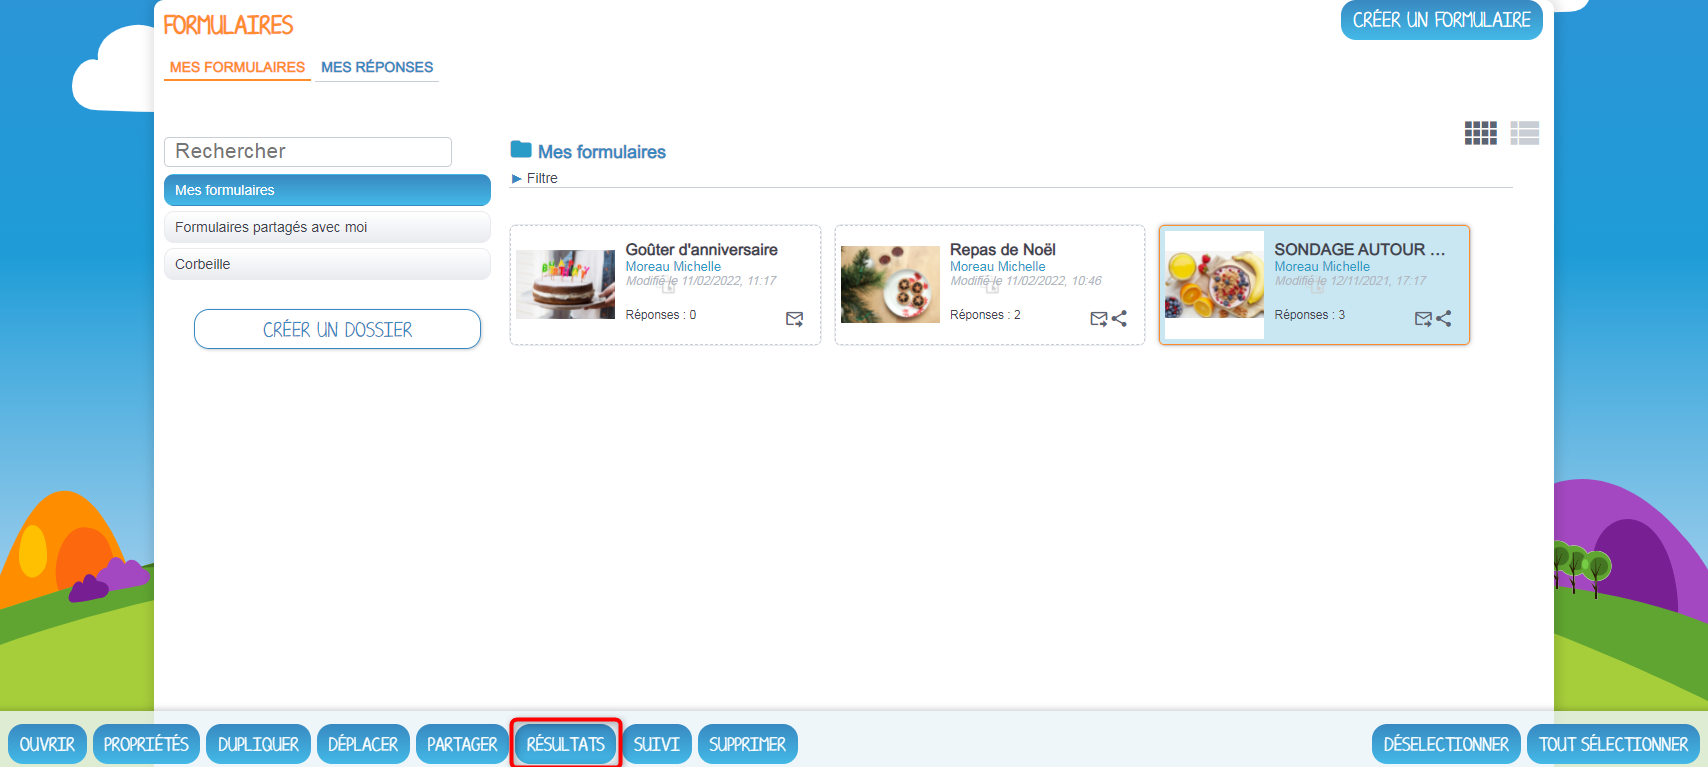 FORMULAIRES
CRÉER UN FORMULAIRE
MES FORMULAIRES MES RÉPONSES
Rechercher
Mes formulaires
Formulaires partagés avec moi
Corbeille
CRÉER UN DOSSIER
Mes formulaires
Filtre
Goûter d'anniversaire
Moreau Michelle
Modifié le 11/02/2022, 11:17
Réponses : 0
Repas de Noël
Moreau Michelle
Modifié le 11/02/2022, 10:46
Réponses : 2
SONDAGE AUTOUR ...
Moreau Michelle
Modifié le 12/11/2021, 17:17
Réponses : 3
OUVRIR PROPRIÉTÉS DUPLIQUER DÉPLACER PARTAGER RÉSULTATS SUIVI SUPPRIMER DÉSELECTIONNER TOUT SÉLECTIONNER